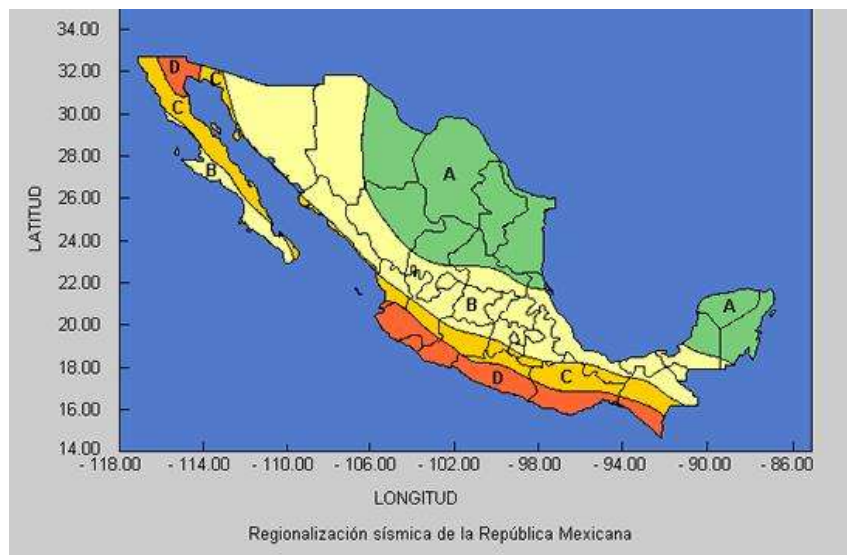 34.00
32.00
30.00
28.00
26.00
24.00
22.00
20.00
18.00
16.00
14.00
LATITUD
D
C
C
B
A
A
B
D
C
- 118.00 - 114.00 - 110.00 - 106.00 - 102.00 - 98.00 - 94.00 - 90.00 - 86.00
LONGITUD
Regionalización sísmica de la República Mexicana